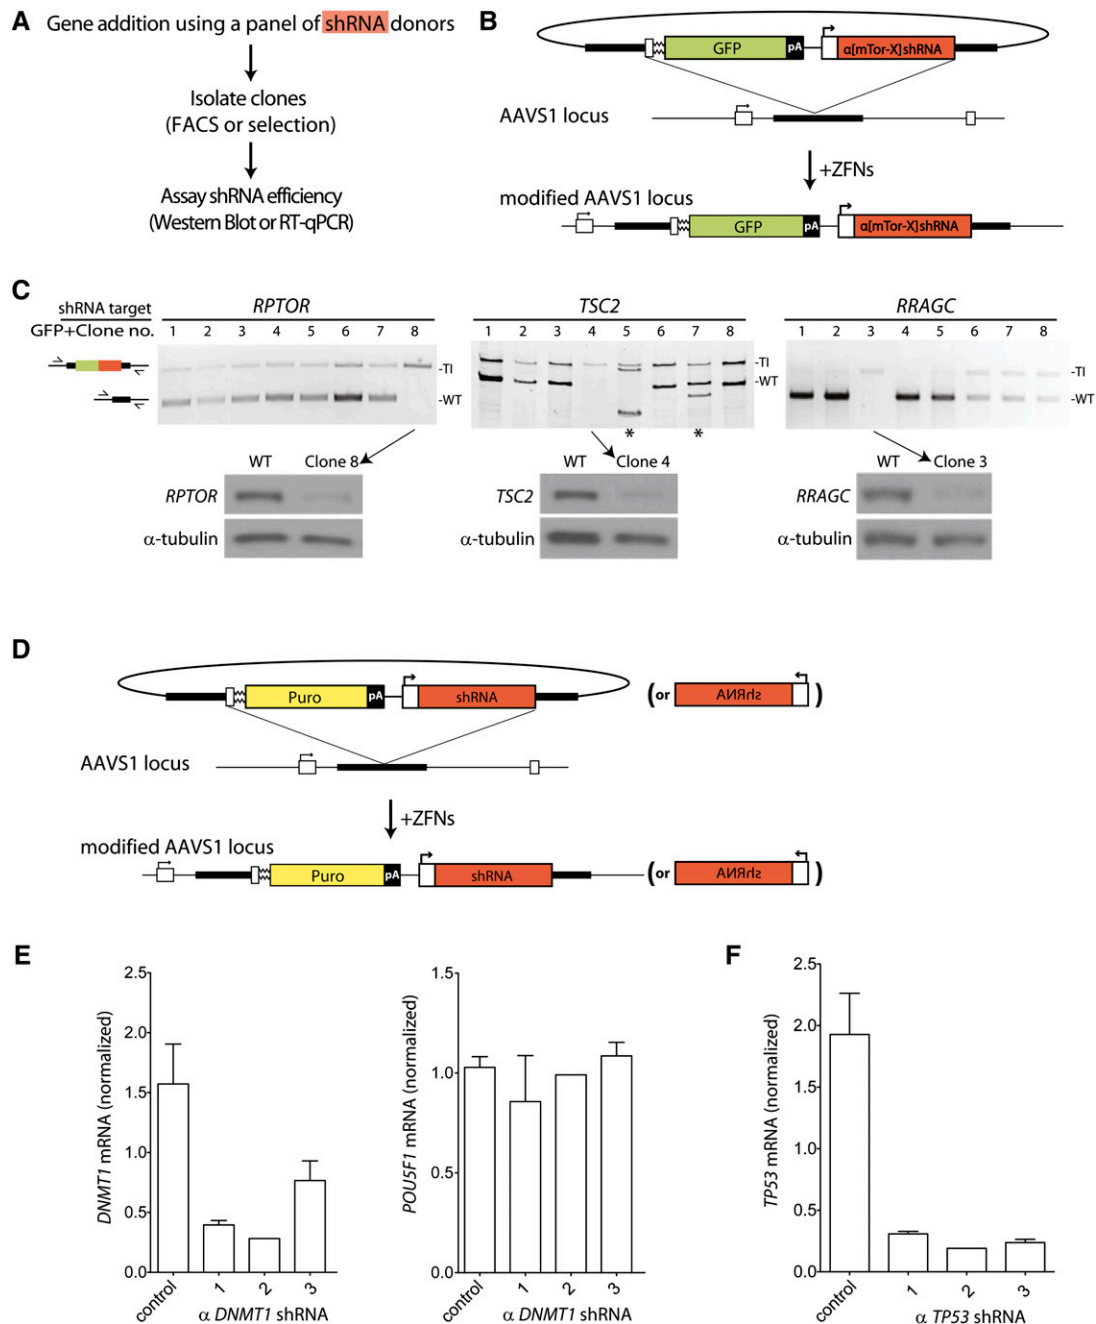 A Gene addition using a panel of shRNA donors
Isolate clones
(FACS or selection)
Assay shRNA efficiency
(Western Blot or RT-qPCR)
B
GFP pA α[mTor-X]shRNA
AAVS1 locus
+ZFNs
modified AAVS1 locus
GFP pA α[mTor-X]shRNA
C
shRNA target RPTOR TSC2 RRAGC
GFP+Clone no. 1 2 3 4 5 6 7 8 1 2 3 4 5 6 7 8 1 2 3 4 5 6 7 8
-TI -TI -TI
-WT -WT -WT
* *
WT Clone 8 WT Clone 4 WT Clone 3
RPTOR TSC2 RRAGC
α-tubulin α-tubulin α-tubulin
D
Puro pA shRNA (or shRNA)
AAVS1 locus
+ZFNs
modified AAVS1 locus
Puro pA shRNA (or shRNA)
E
DNMT1 mRNA (normalized)
2.5
2.0
1.5
1.0
0.5
0.0
control 1 2 3
α DNMT1 shRNA
POU5F1 mRNA (normalized)
1.5
1.0
0.5
0.0
control 1 2 3
α DNMT1 shRNA
F
TP53 mRNA (normalized)
2.5
2.0
1.5
1.0
0.5
0.0
control 1 2 3
α TP53 shRNA